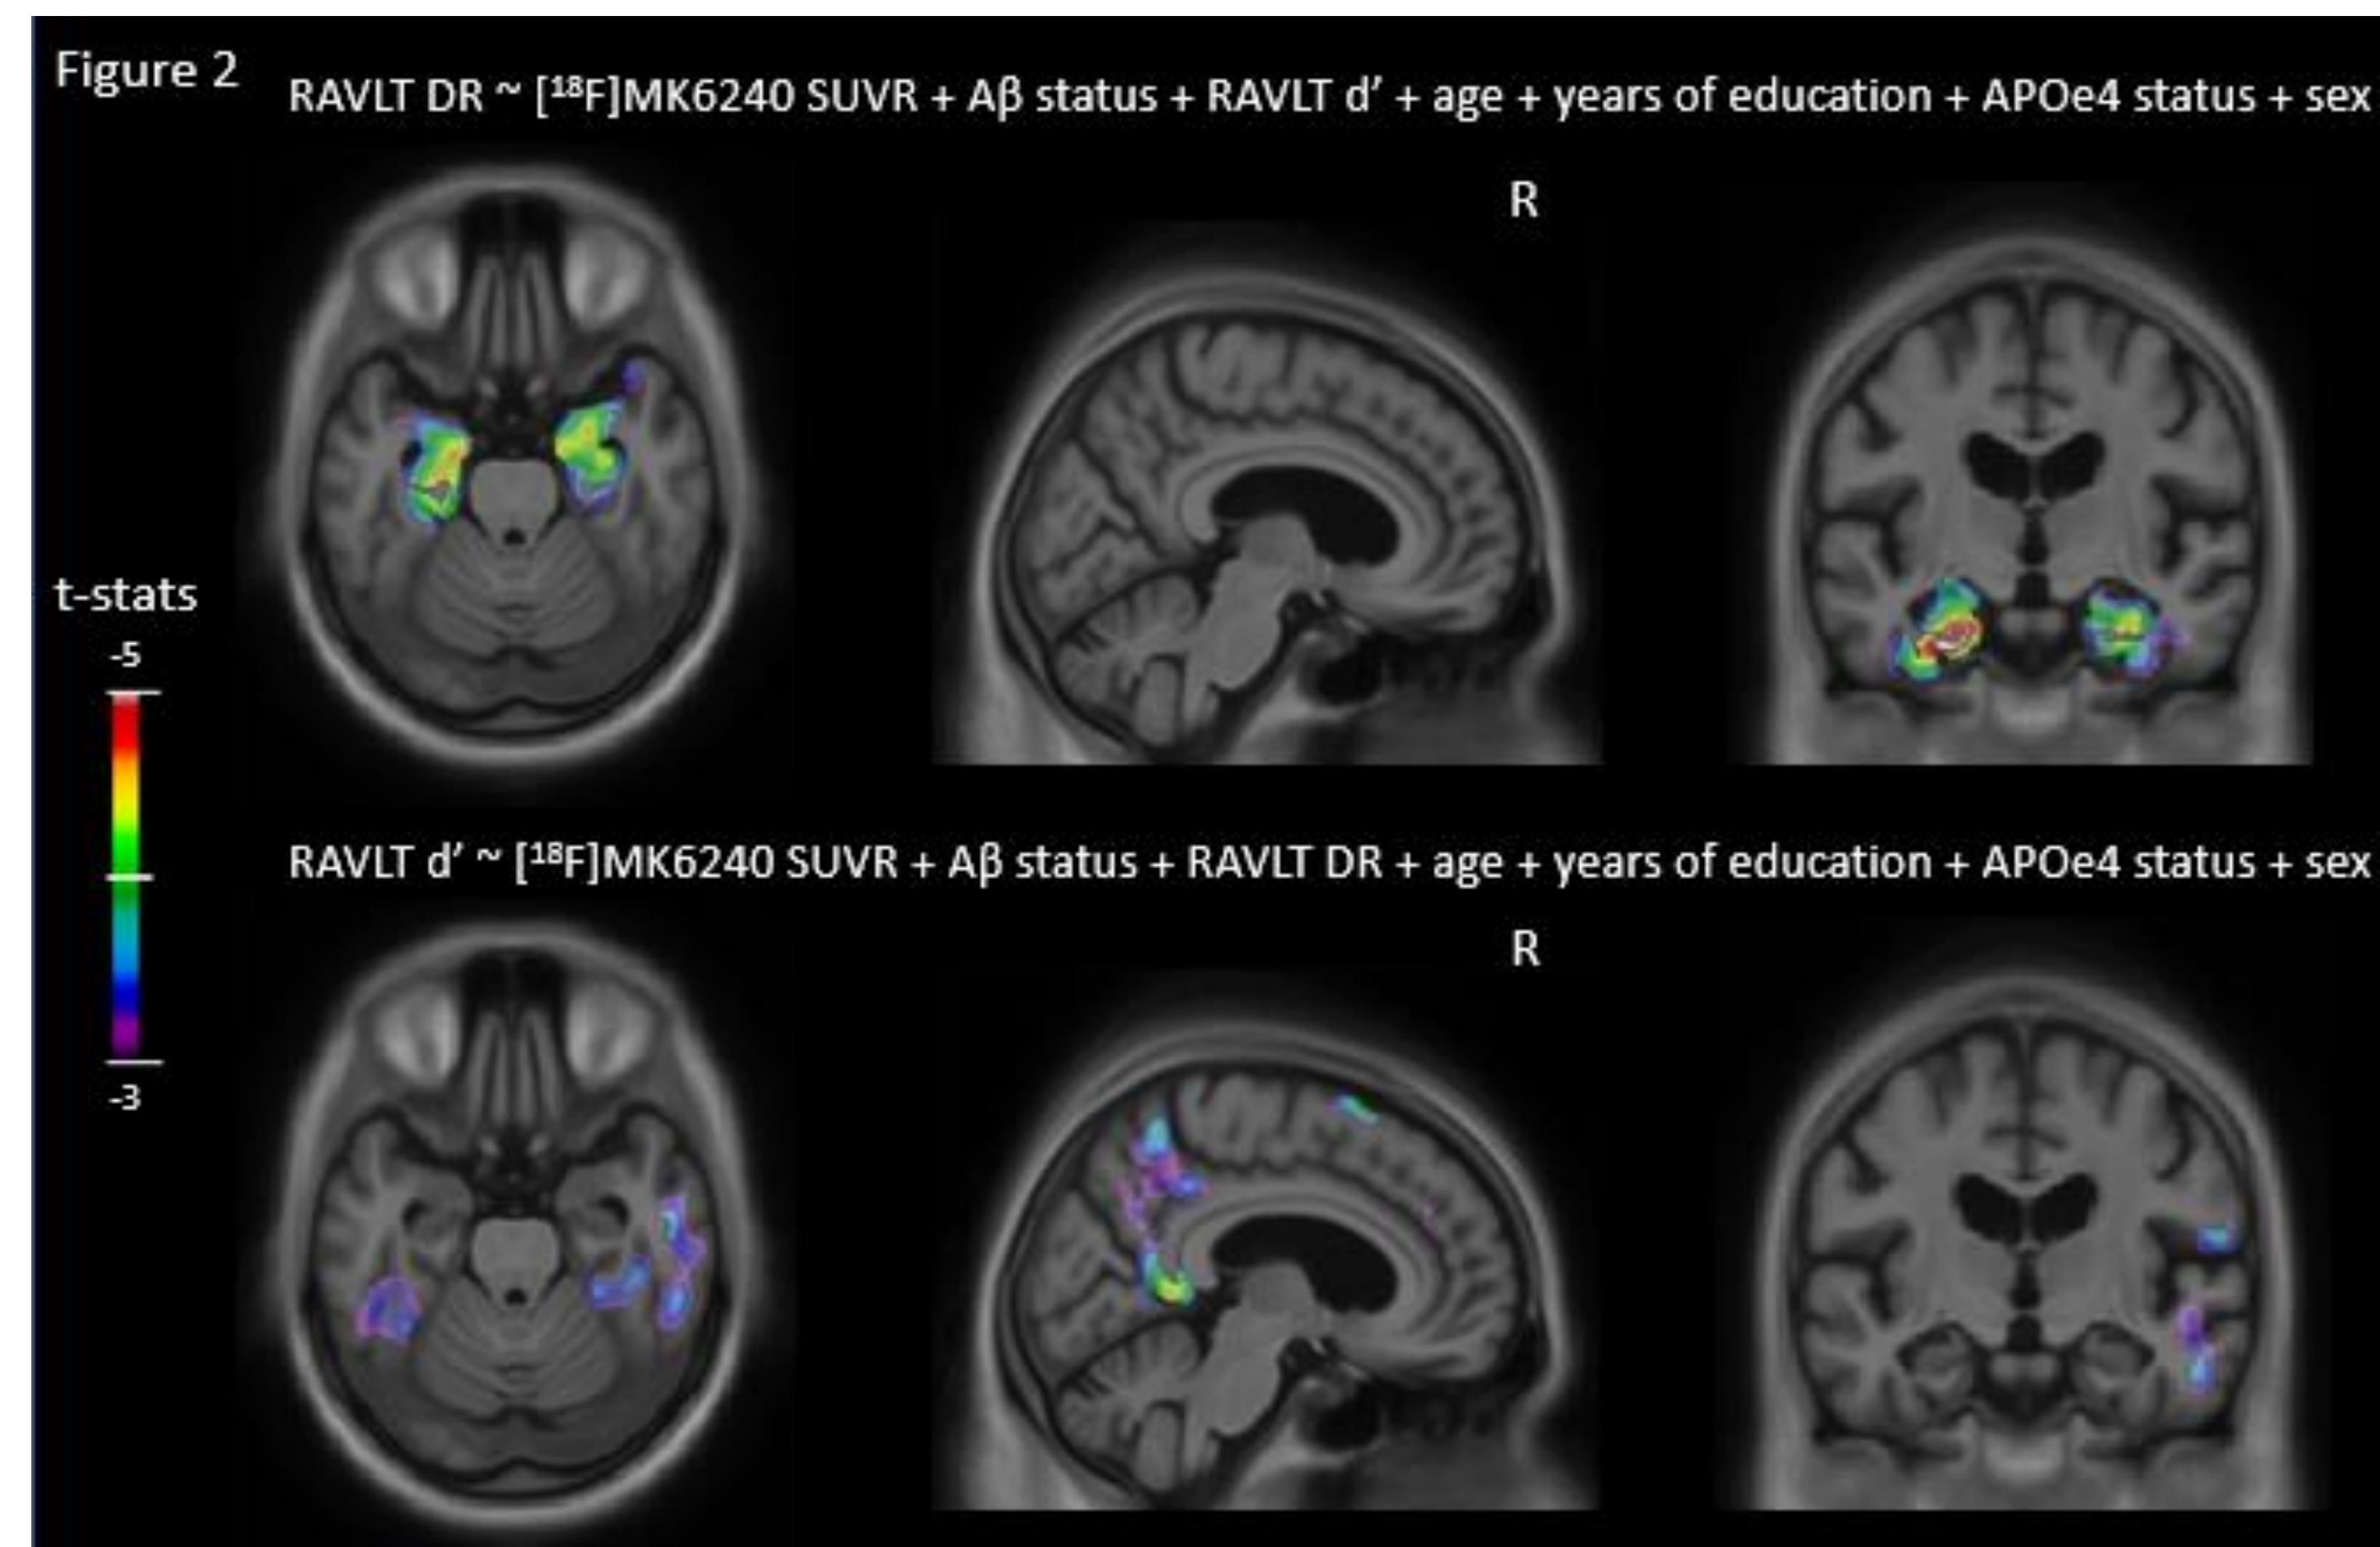 Figure 2
RAVLT DR ~ [¹⁸F]MK6240 SUVR + Aβ status + RAVLT d’ + age + years of education + APOe4 status + sex
R
t-stats
-5
-3
RAVLT d’ ~ [¹⁸F]MK6240 SUVR + Aβ status + RAVLT DR + age + years of education + APOe4 status + sex
R